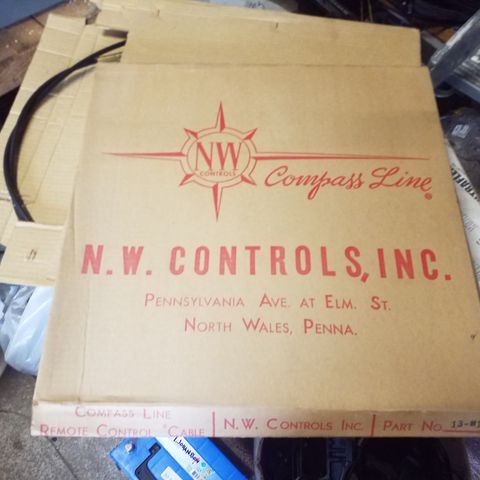 NW
CONTROLS
Compass Line ®
N.W. CONTROLS, INC.
PENNSYLVANIA AVE. AT ELM. ST.
NORTH WALES, PENNA.
COMPASS LINE
REMOTE CONTROL CABLE
N.W. CONTROLS INC.
PART NO.